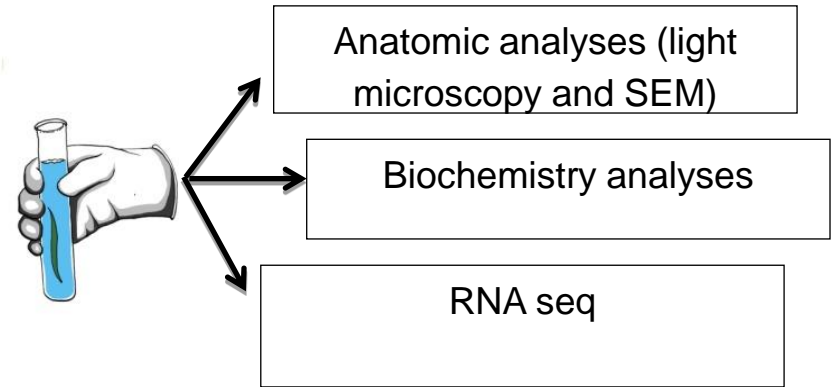 Anatomic analyses (light
microscopy and SEM)
Biochemistry analyses
RNA seq